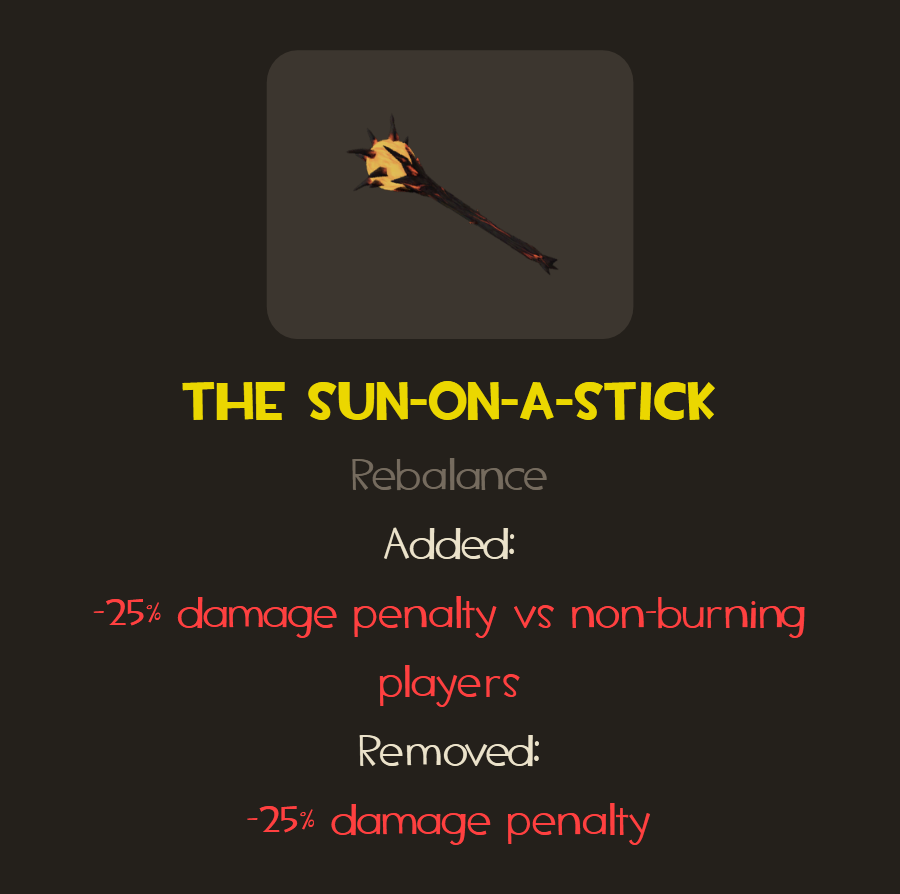 THE SUN-ON-A-STICK
Rebalance
Added:
-25% damage penalty vs non-burning
players
Removed:
-25% damage penalty